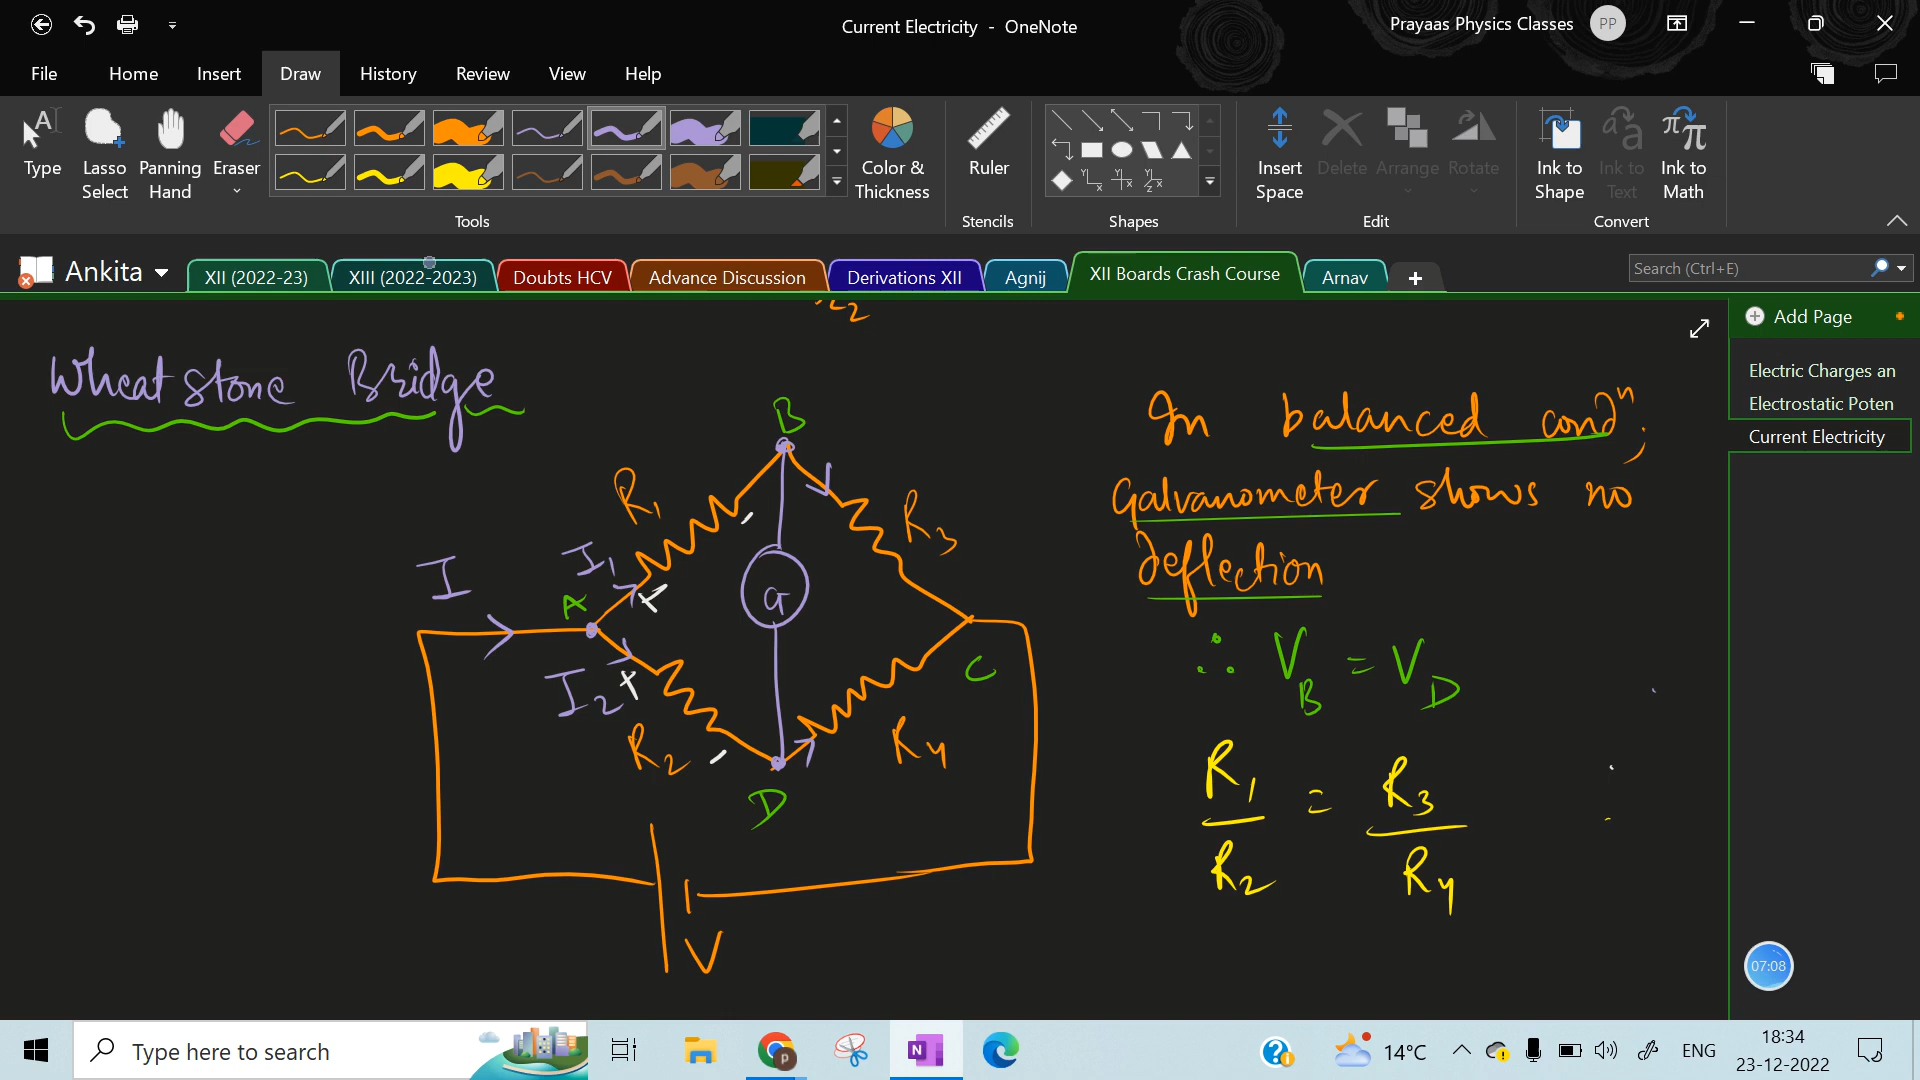 Current Electricity - OneNote
Prayaas Physics Classes
PP
File Home Insert Draw History Review View Help
Type
Lasso Select
Panning Hand
Eraser
Color & Thickness
Ruler
Insert Space
Delete
Arrange
Rotate
Ink to Shape
Ink to Text
Ink to Math
Tools
Stencils
Shapes
Edit
Convert
Ankita
XII (2022-23)
XIII (2022-2023)
Doubts HCV
Advance Discussion
Derivations XII
Agnij
XII Boards Crash Course
Arnav
+
Search (Ctrl+E)
Add Page
Electric Charges an
Electrostatic Poten
Current Electricity
Wheatstone Bridge
B
R1
R3
I
I1
A
G
I2
C
R2
R4
D
V
In balanced condn;
Galvanometer shows no
deflection
∴ VB = VD
R1/R2 = R3/R4
07:08
Type here to search
14°C
ENG
18:34
23-12-2022